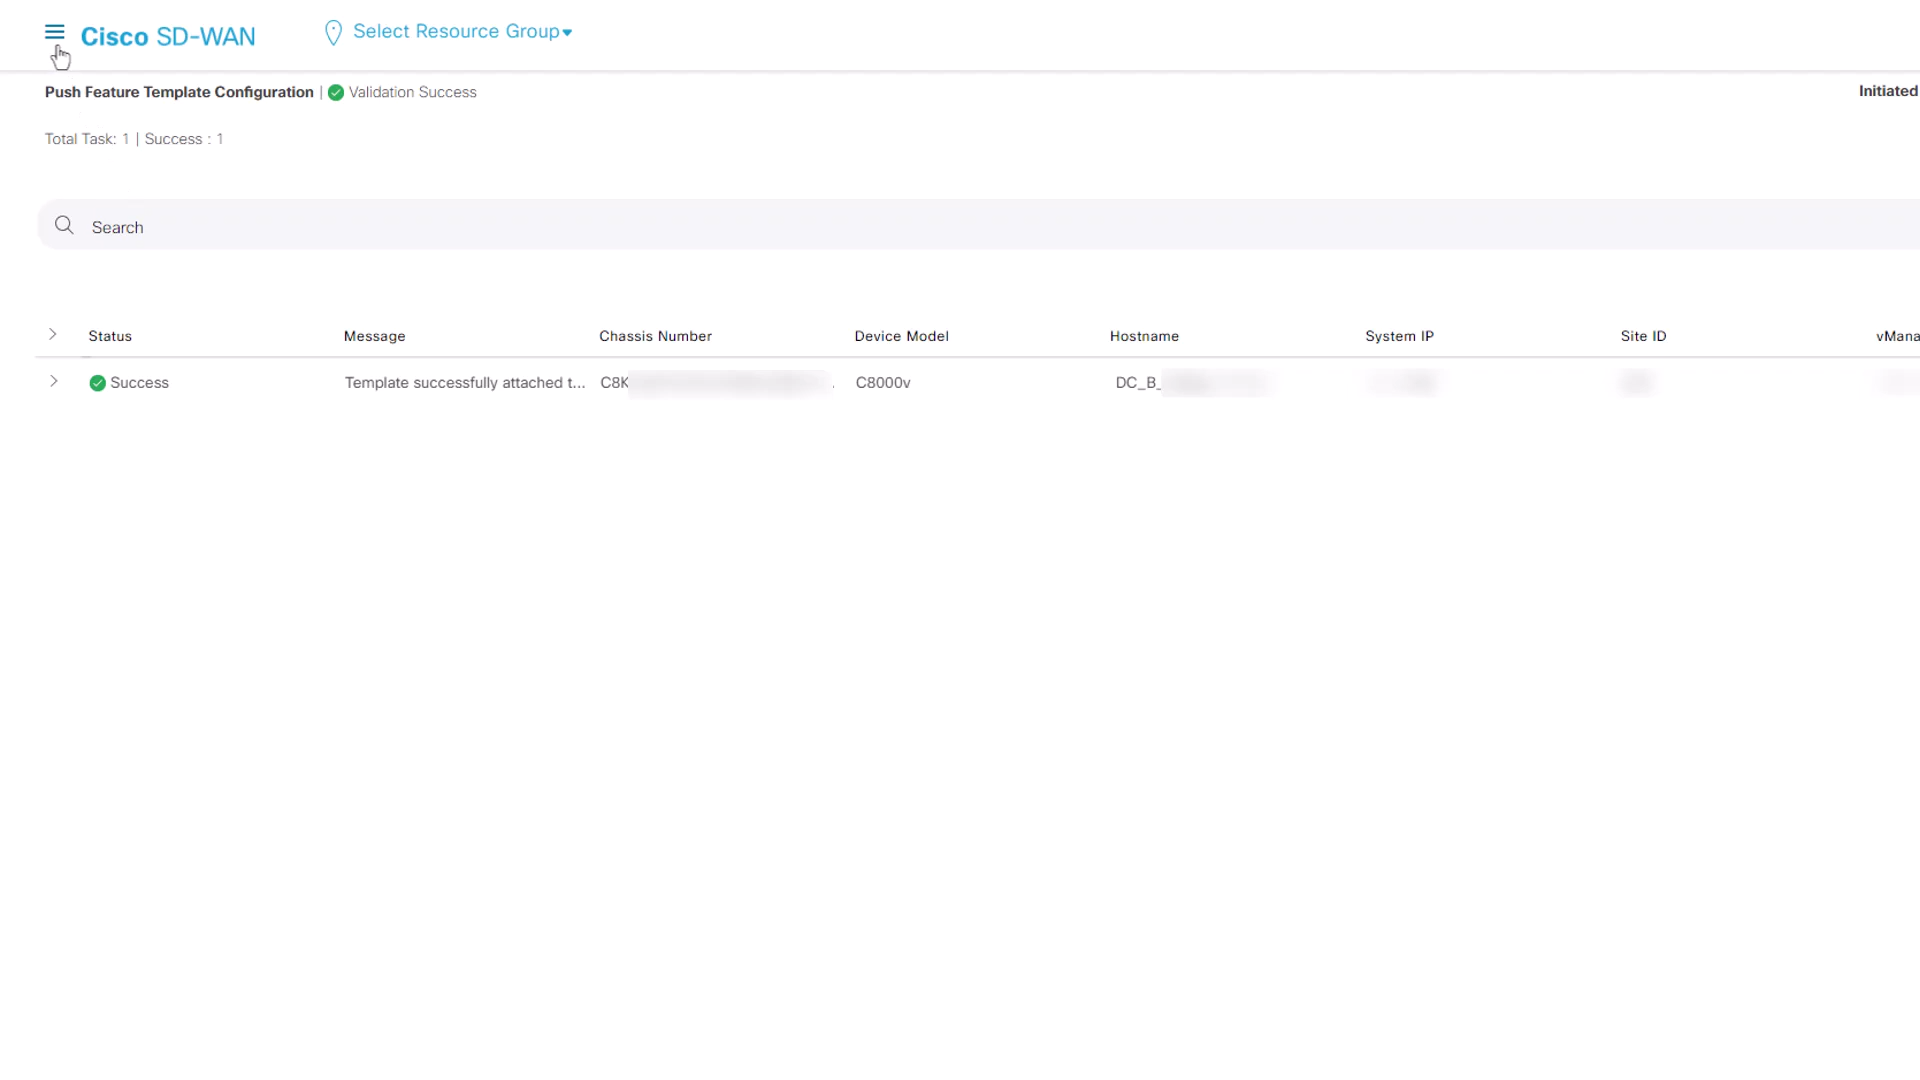 Cisco SD-WAN
Select Resource Group
Push Feature Template Configuration | Validation Success
Initiated
Total Task: 1 | Success : 1
Search
Status Message Chassis Number Device Model Hostname System IP Site ID vMana
Success Template successfully attached t... C8K . C8000v DC_B_